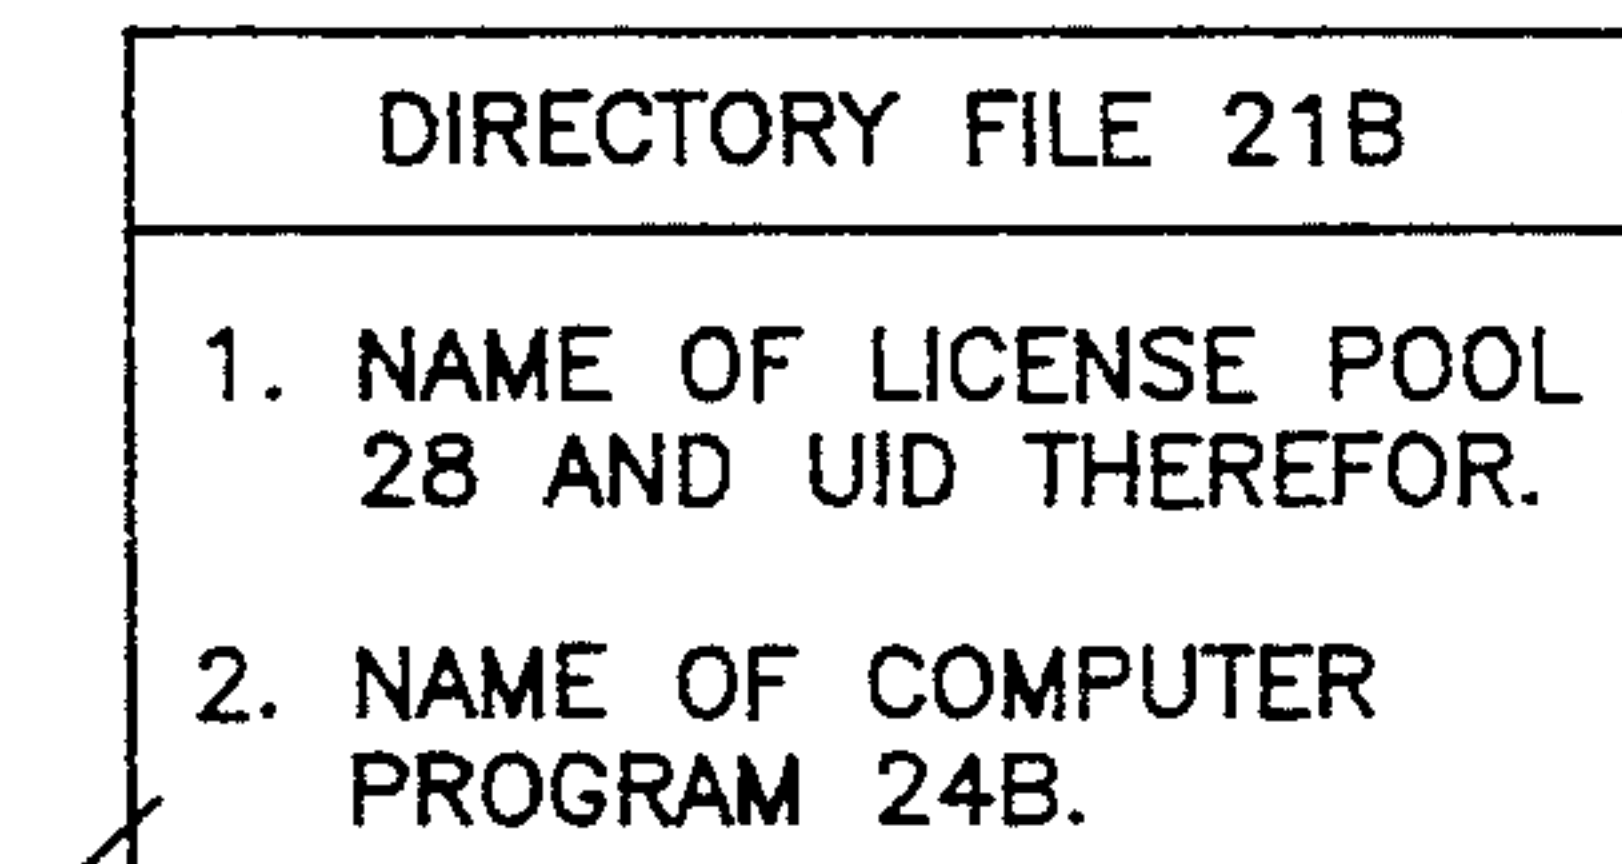 DIRECTORY FILE 21B
1. NAME OF LICENSE POOL
28 AND UID THEREFOR.
2. NAME OF COMPUTER
PROGRAM 24B.